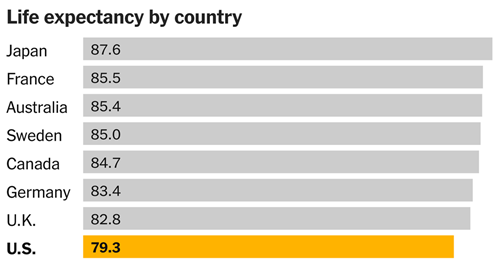 Life expectancy by country
Japan 87.6
France 85.5
Australia 85.4
Sweden 85.0
Canada 84.7
Germany 83.4
U.K. 82.8
U.S. 79.3